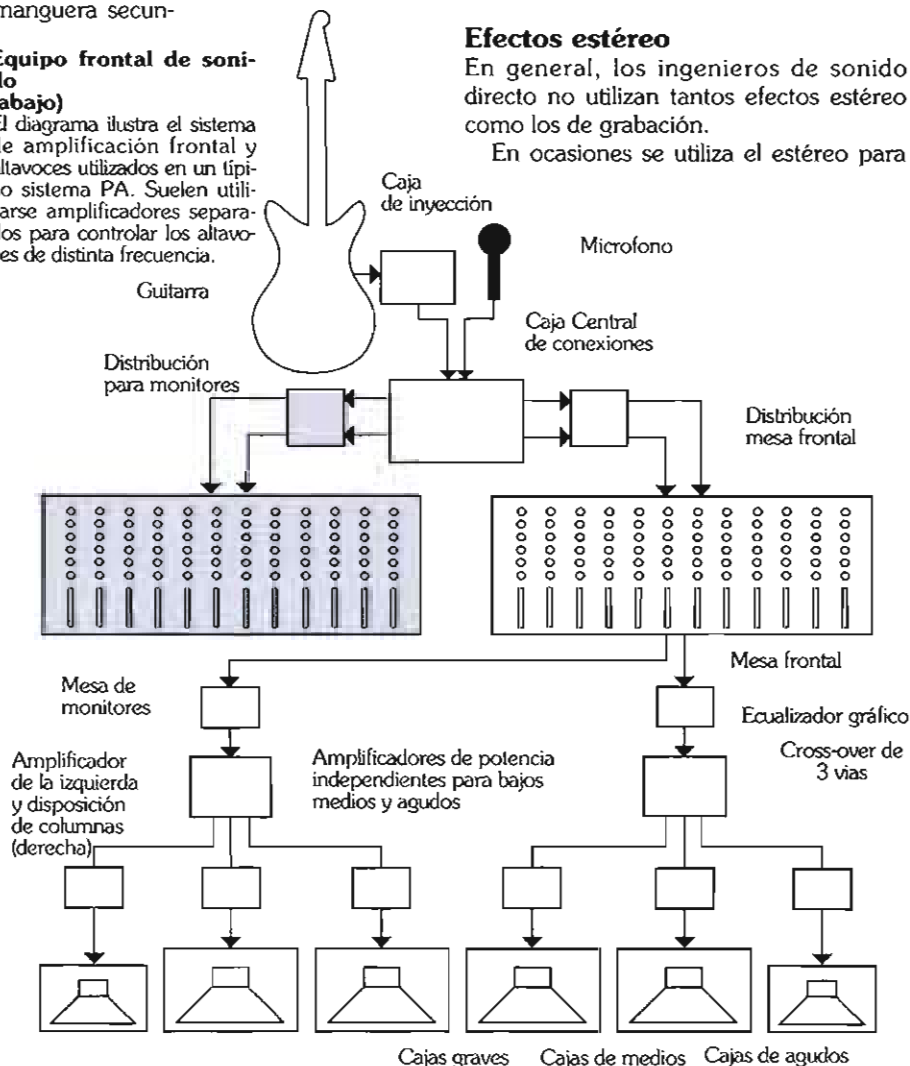 manguera secun-
Equipo frontal de soni-
do
abajo)
El diagrama ilustra el sistema
de amplificación frontal y
altavoces utilizados en un típi-
co sistema PA. Suelen utili-
zarse amplificadores separa-
dos para controlar los altavo-
ces de distinta frecuencia.
Efectos estéreo
En general, los ingenieros de sonido
directo no utilizan tantos efectos estéreo
como los de grabación.
En ocasiones se utiliza el estéreo para
Caja
de inyección
Microfono
Guitarra
Caja Central
de conexiones
Distribución
para monitores
Distribución
mesa frontal
Mesa frontal
Mesa de
monitores
Ecualizador gráfico
Cross-over de
3 vias
Amplificador
de la izquierda
y disposición
de columnas
(derecha)
Amplificadores de potencia
independientes para bajos
medios y agudos
Cajas graves
Cajas de medios
Cajas de agudos